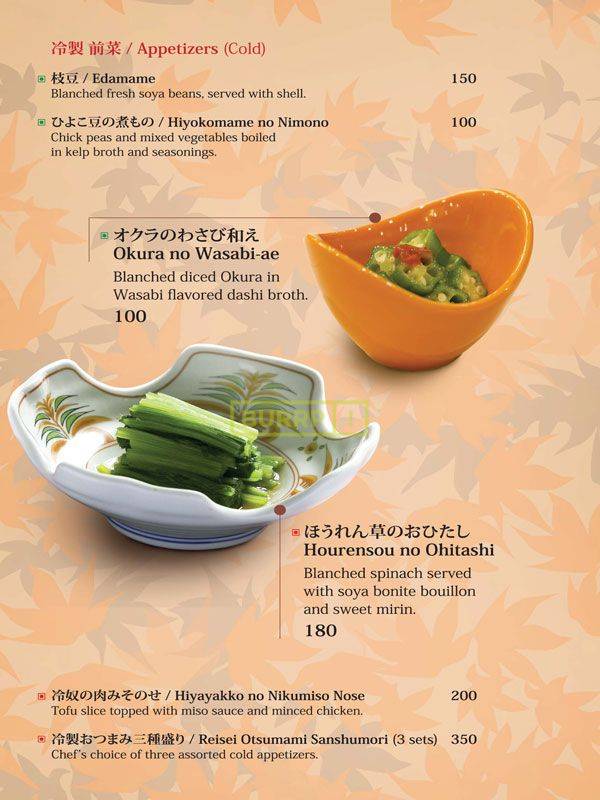 冷製 前菜 / Appetizers (Cold)
枝豆 / Edamame 150
Blanched fresh soya beans, served with shell.
ひよこ豆の煮もの / Hiyokomame no Nimono 100
Chick peas and mixed vegetables boiled
in kelp broth and seasonings.
オクラのわさび和え
Okura no Wasabi-ae
Blanched diced Okura in
Wasabi flavored dashi broth.
100
ほうれん草のおひたし
Hourensou no Ohitashi
Blanched spinach served
with soya bonite bouillon
and sweet mirin.
180
冷奴の肉みそのせ / Hiyayakko no Nikumiso Nose 200
Tofu slice topped with miso sauce and minced chicken.
冷製おつまみ三種盛り / Reisei Otsumami Sanshumori (3 sets) 350
Chef's choice of three assorted cold appetizers.